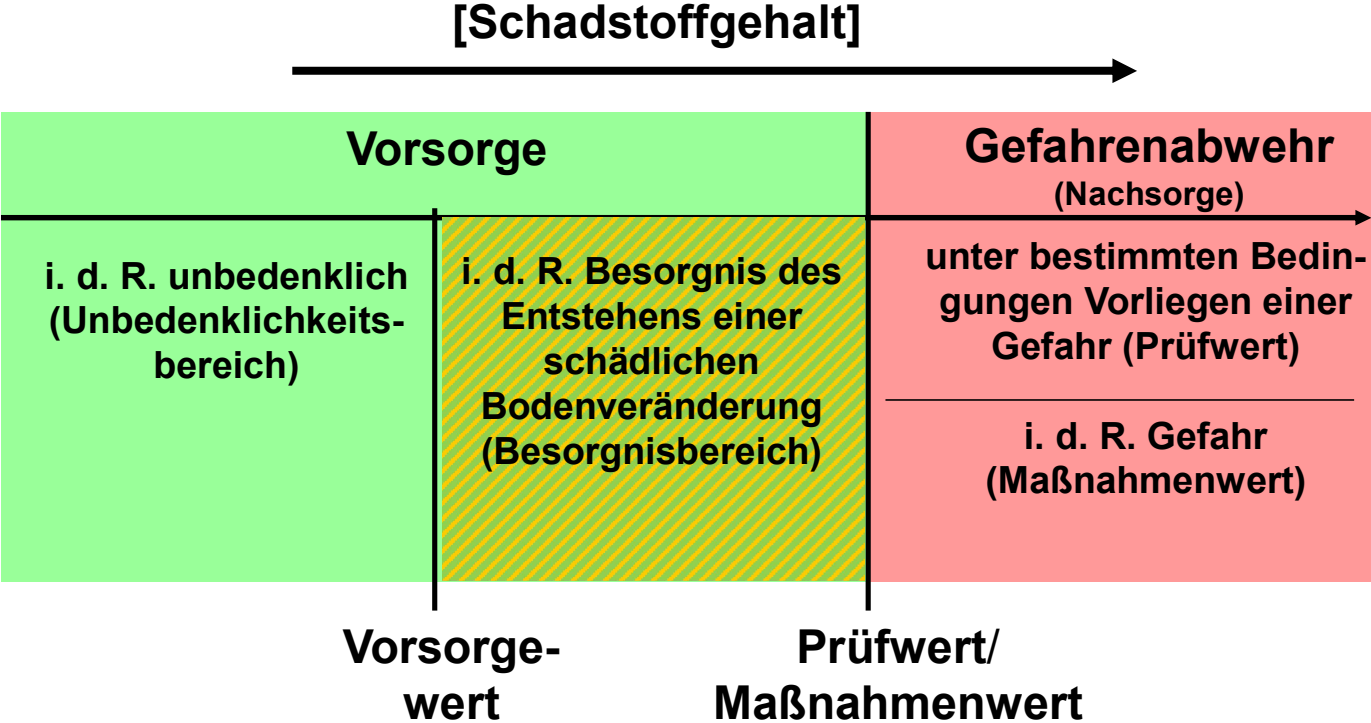 [Schadstoffgehalt]
Vorsorge
Gefahrenabwehr
(Nachsorge)
i. d. R. unbedenklich
(Unbedenklichkeits-
bereich)
i. d. R. Besorgnis des
Entstehens einer
schädlichen
Bodenveränderung
(Besorgnisbereich)
unter bestimmten Bedin-
gungen Vorliegen einer
Gefahr (Prüfwert)
i. d. R. Gefahr
(Maßnahmenwert)
Vorsorge-
wert
Prüfwert/
Maßnahmenwert